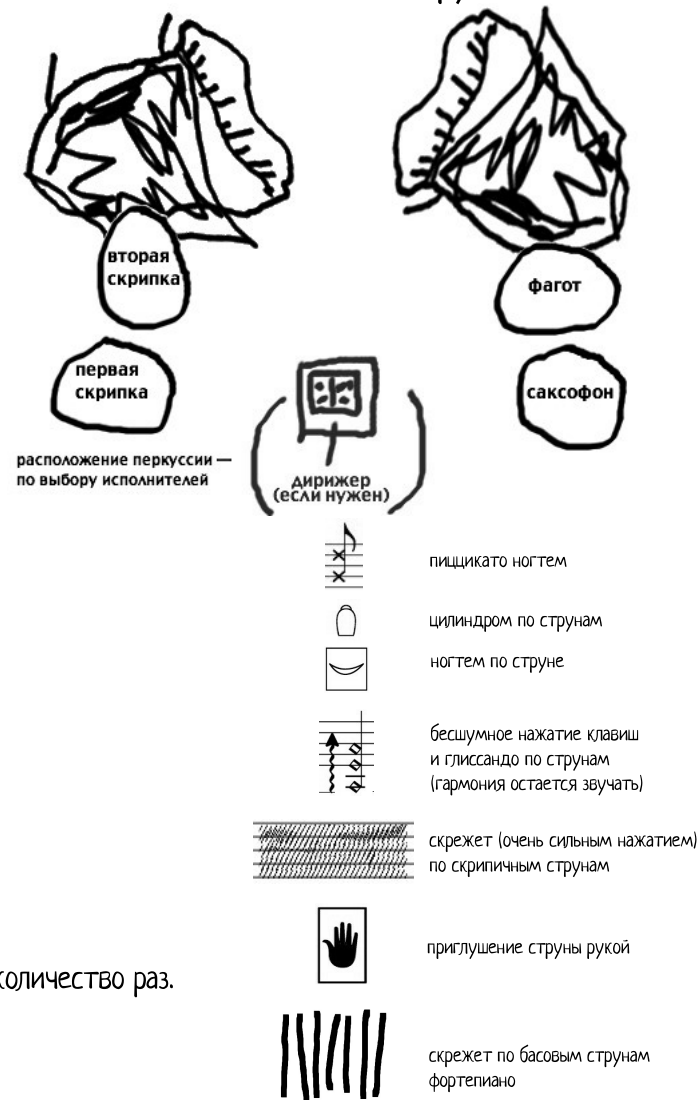 вторая
скрипка
фагот
первая
скрипка
саксофон
расположение перкуссии —
по выбору исполнителей
дирижер
(если нужен)
пиццикато ногтем
цилиндром по струнам
ногтем по струне
бесшумное нажатие клавиш
и глиссандо по струнам
(гармония остается звучать)
скрежет (очень сильным нажатием)
по скрипичным струнам
приглушение струны рукой
количество раз.
скрежет по басовым струнам
фортепиано